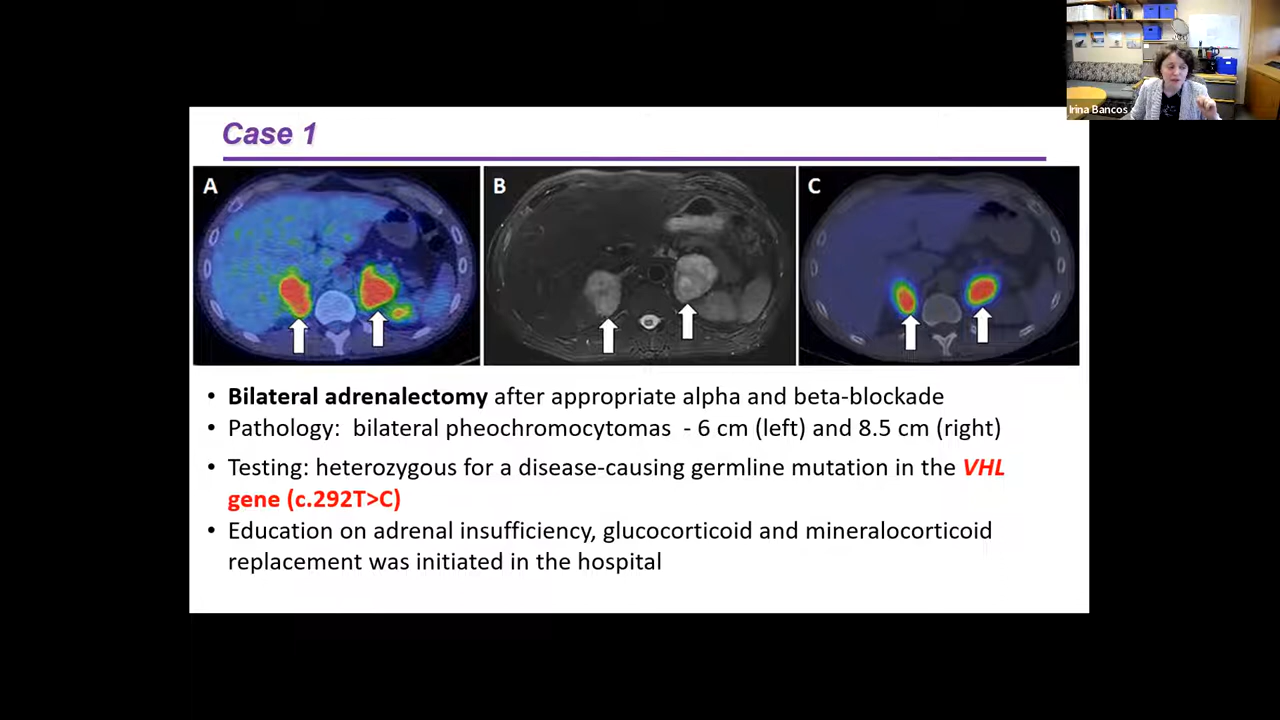 Irina Bancos
Case 1
A
B
C
• Bilateral adrenalectomy after appropriate alpha and beta-blockade
• Pathology:  bilateral pheochromocytomas  - 6 cm (left) and 8.5 cm (right)
• Testing: heterozygous for a disease-causing germline mutation in the VHL
gene (c.292T>C)
• Education on adrenal insufficiency, glucocorticoid and mineralocorticoid
replacement was initiated in the hospital